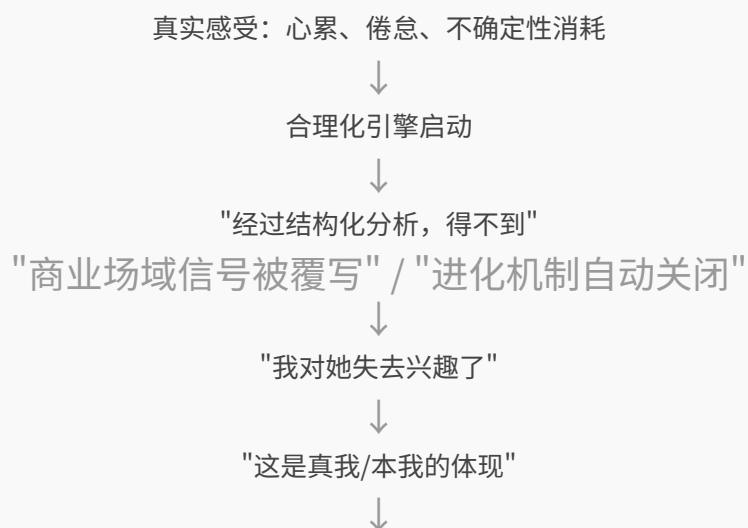 真实感受：心累、倦怠、不确定性消耗
↓
合理化引擎启动
↓
"经过结构化分析，得不到"
"商业场域信号被覆写" / "进化机制自动关闭"
↓
"我对她失去兴趣了"
↓
"这是真我/本我的体现"
↓